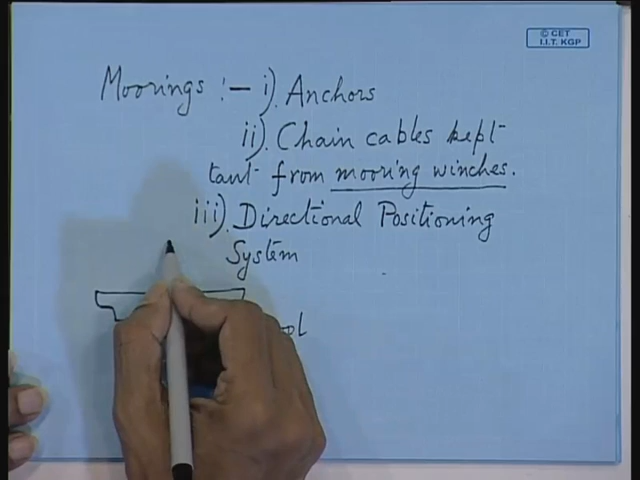 © CET
I.I.T. KGP
Moorings :- i). Anchors
ii). Chain cables kept
taut from mooring winches.
iii). Directional Positioning
System